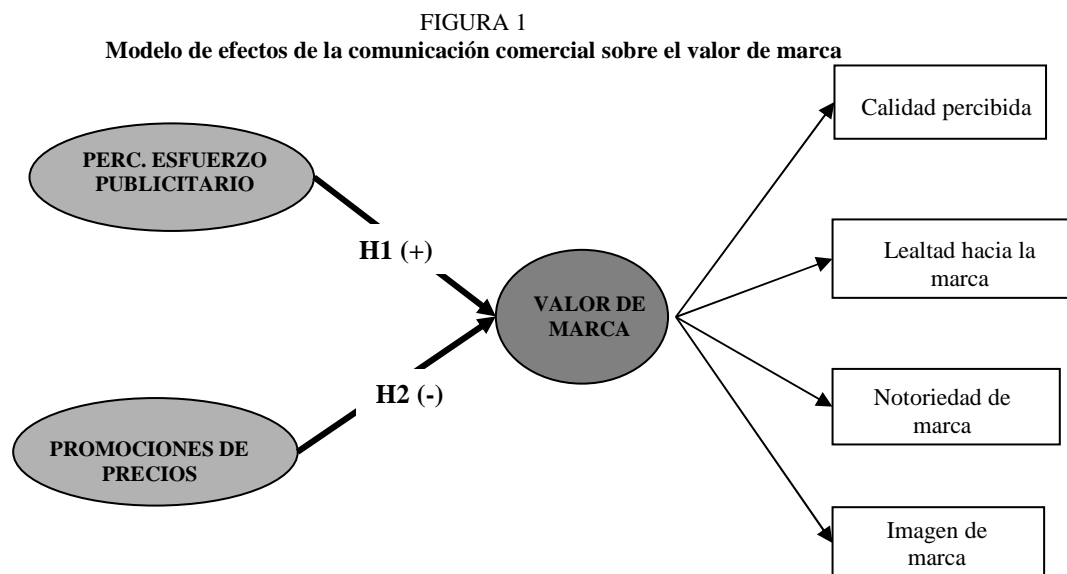 FIGURA 1
Modelo de efectos de la comunicación comercial sobre el valor de marca
PERC. ESFUERZO
PUBLICITARIO
H1 (+)
PROMOCIONES DE
PRECIOS
H2 (-)
VALOR DE
MARCA
Calidad percibida
Lealtad hacia la
marca
Notoriedad de
marca
Imagen de
marca